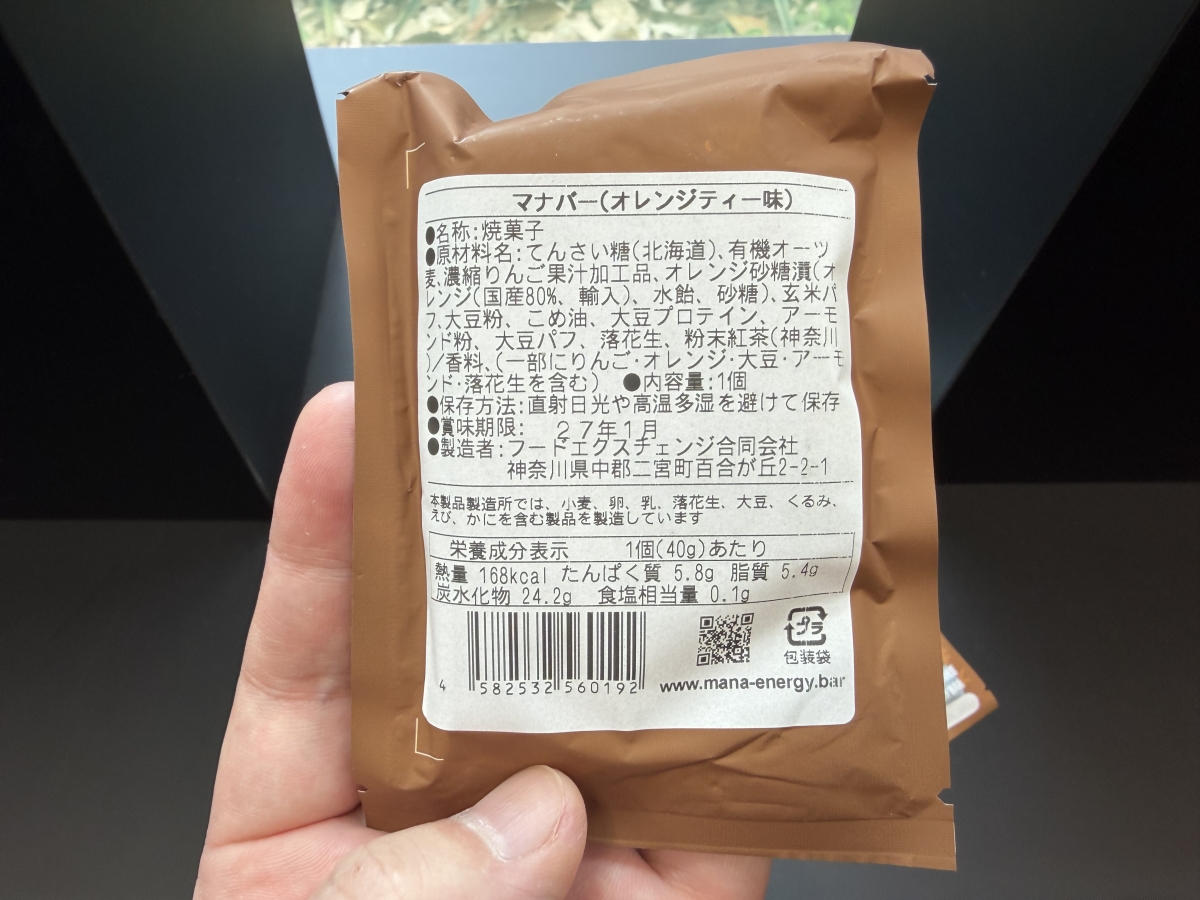 マナバー(オレンジティー味)
●名称:焼菓子
●原材料名:てんさい糖(北海道)、有機オーツ
麦、濃縮りんご果汁加工品、オレンジ砂糖漬(オ
レンジ(国産80%、輸入)、水飴、砂糖)、玄米パ
フ、大豆粉、こめ油、大豆プロテイン、アーモ
ンド粉、大豆パフ、落花生、粉末紅茶(神奈川
)/香料、(一部にりんご·オレンジ·大豆·アーモ
ンド·落花生を含む) ●内容量:1個
●保存方法:直射日光や高温多湿を避けて保存
●賞味期限: 27年1月
●製造者:フードエクスチェンジ合同会社
神奈川県中郡二宮町百合が丘2-2-1
本製品製造所では、小麦、卵、乳、落花生、大豆、くるみ、
えび、かにを含む製品を製造しています
栄養成分表示 1個(40g)あたり
熱量 168kcal たんぱく質 5.8g 脂質 5.4g
炭水化物 24.2g 食塩相当量 0.1g
プラ
包装袋
4 582532 560192
www.mana-energy.bar